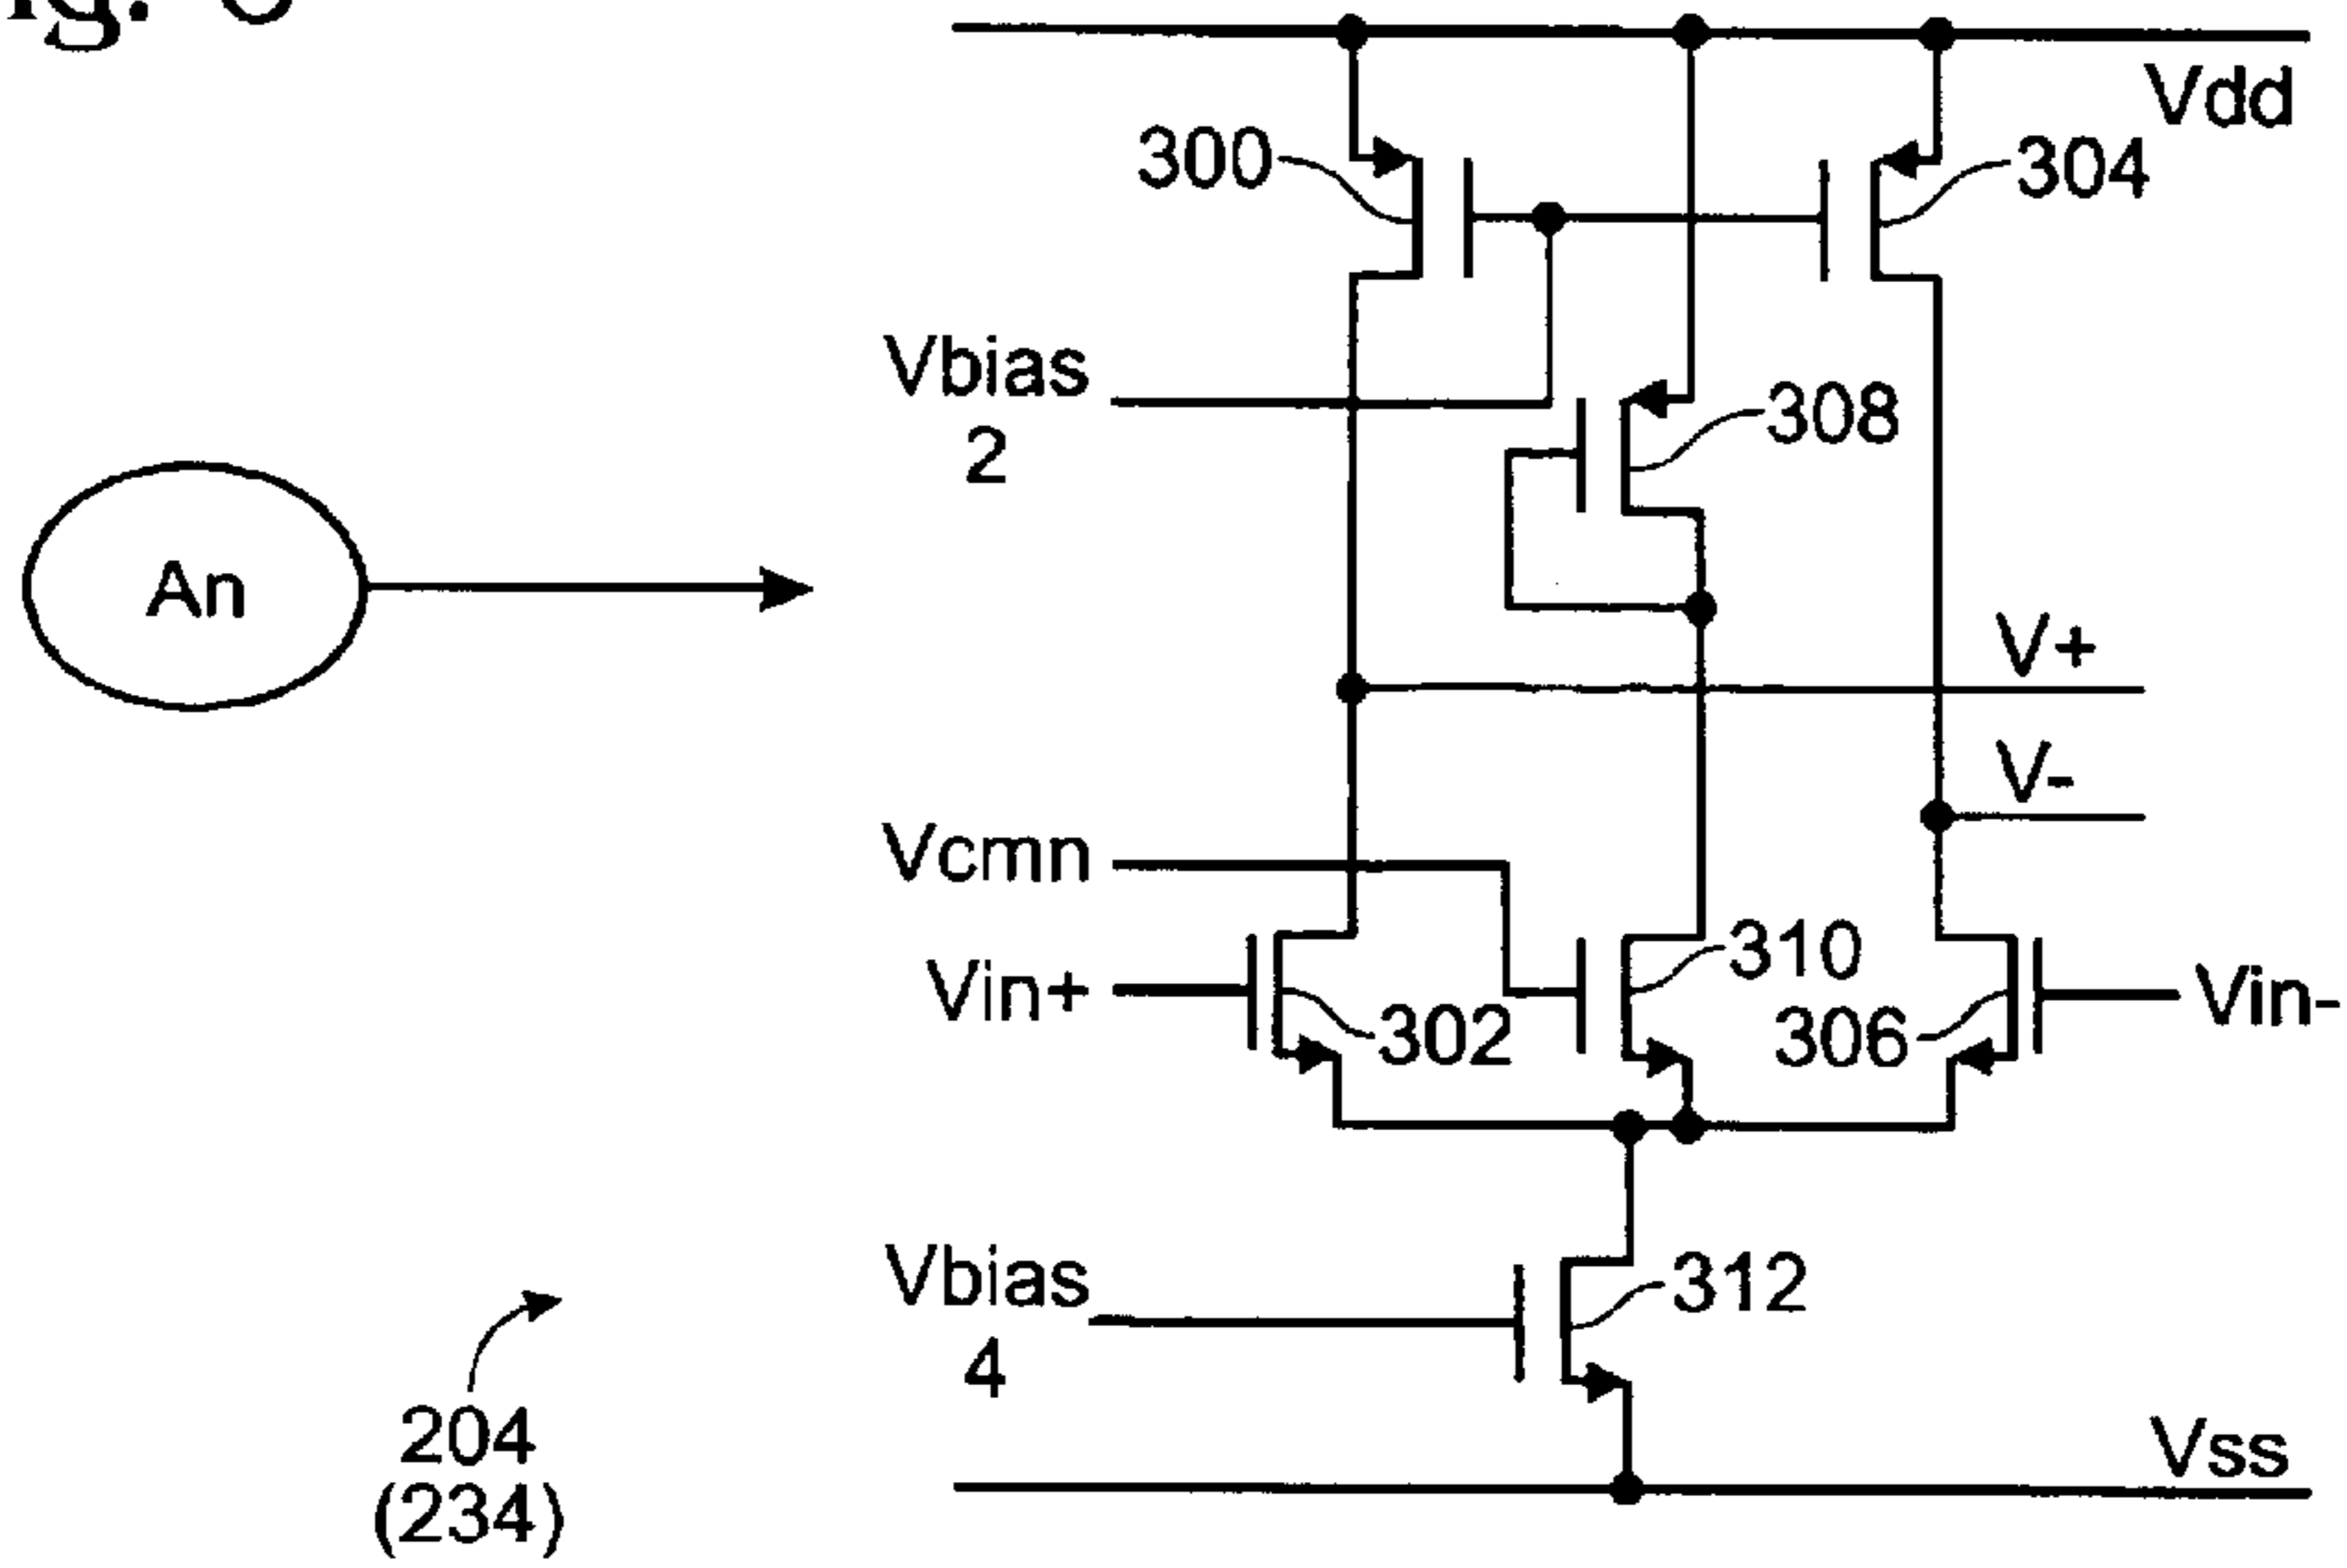 Vdd
300
304
Vbias
2
308
An
V+
V-
Vcmn
310
Vin+
302
306
Vin-
Vbias
4
312
204
(234)
Vss